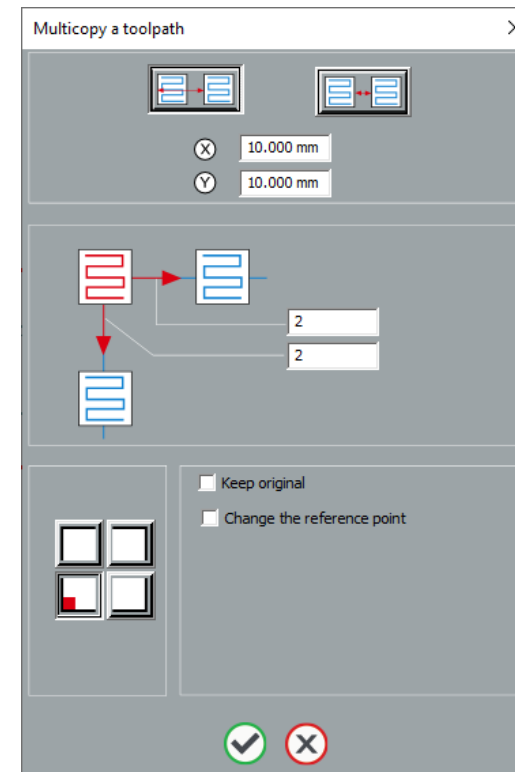 Multicopy a toolpath
X 10.000 mm
Y 10.000 mm
2
2
Keep original
Change the reference point